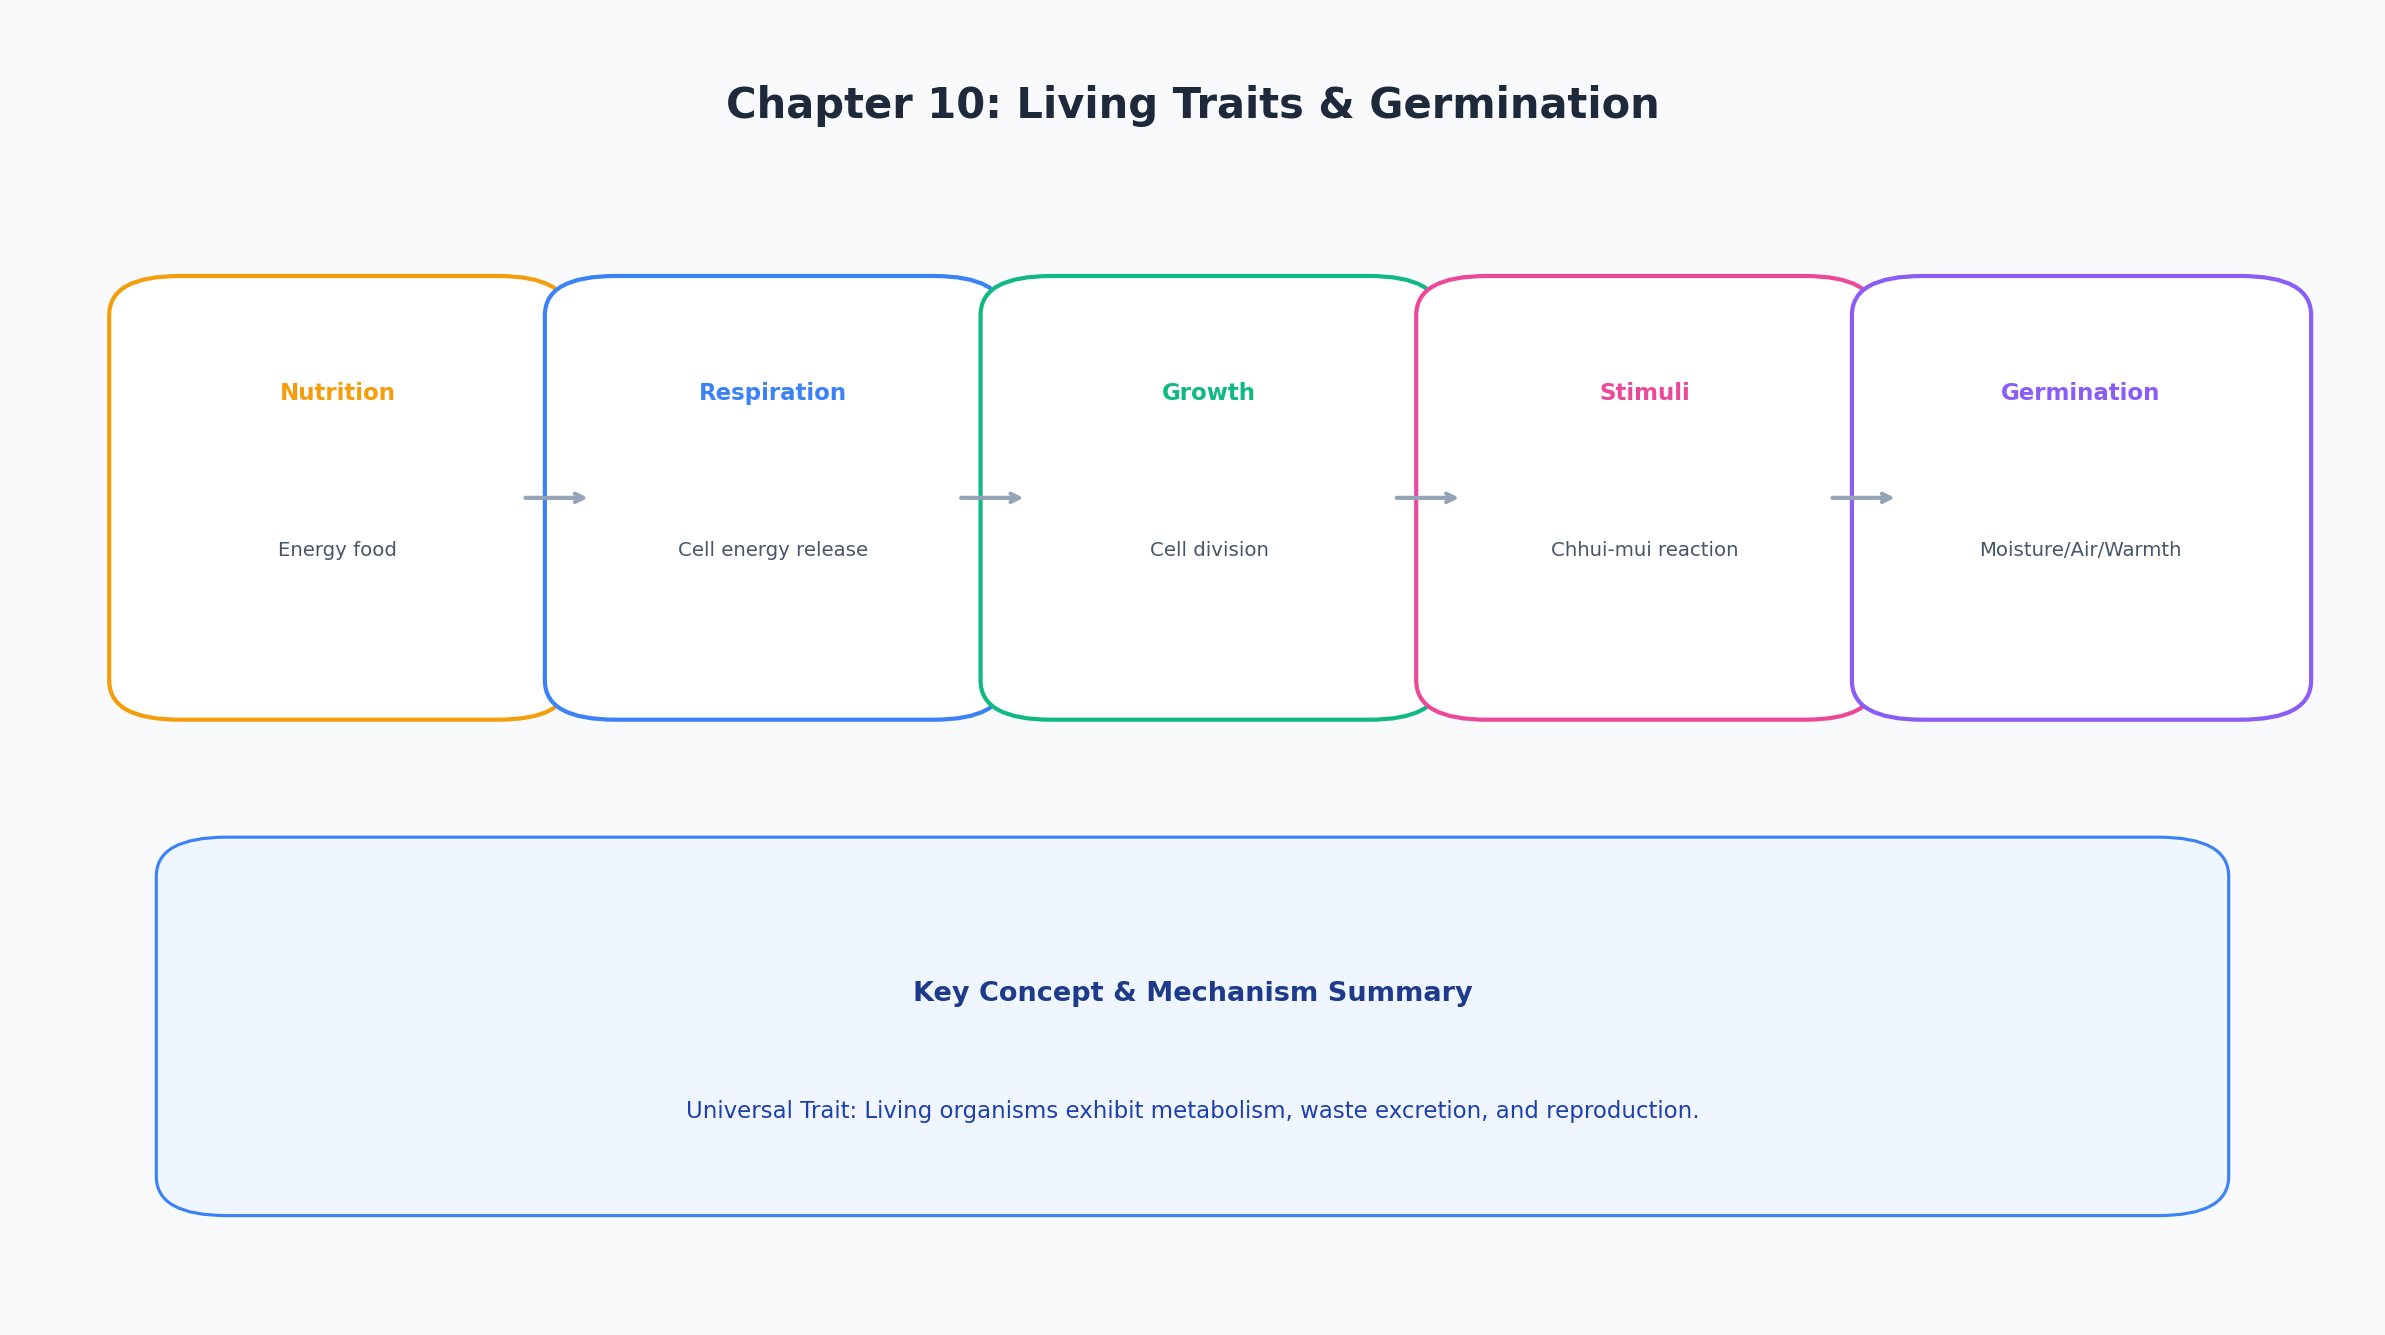 Chapter 10: Living Traits & Germination
Nutrition
Energy food
Respiration
Cell energy release
Growth
Cell division
Stimuli
Chhui-mui reaction
Germination
Moisture/Air/Warmth
Key Concept & Mechanism Summary
Universal Trait: Living organisms exhibit metabolism, waste excretion, and reproduction.